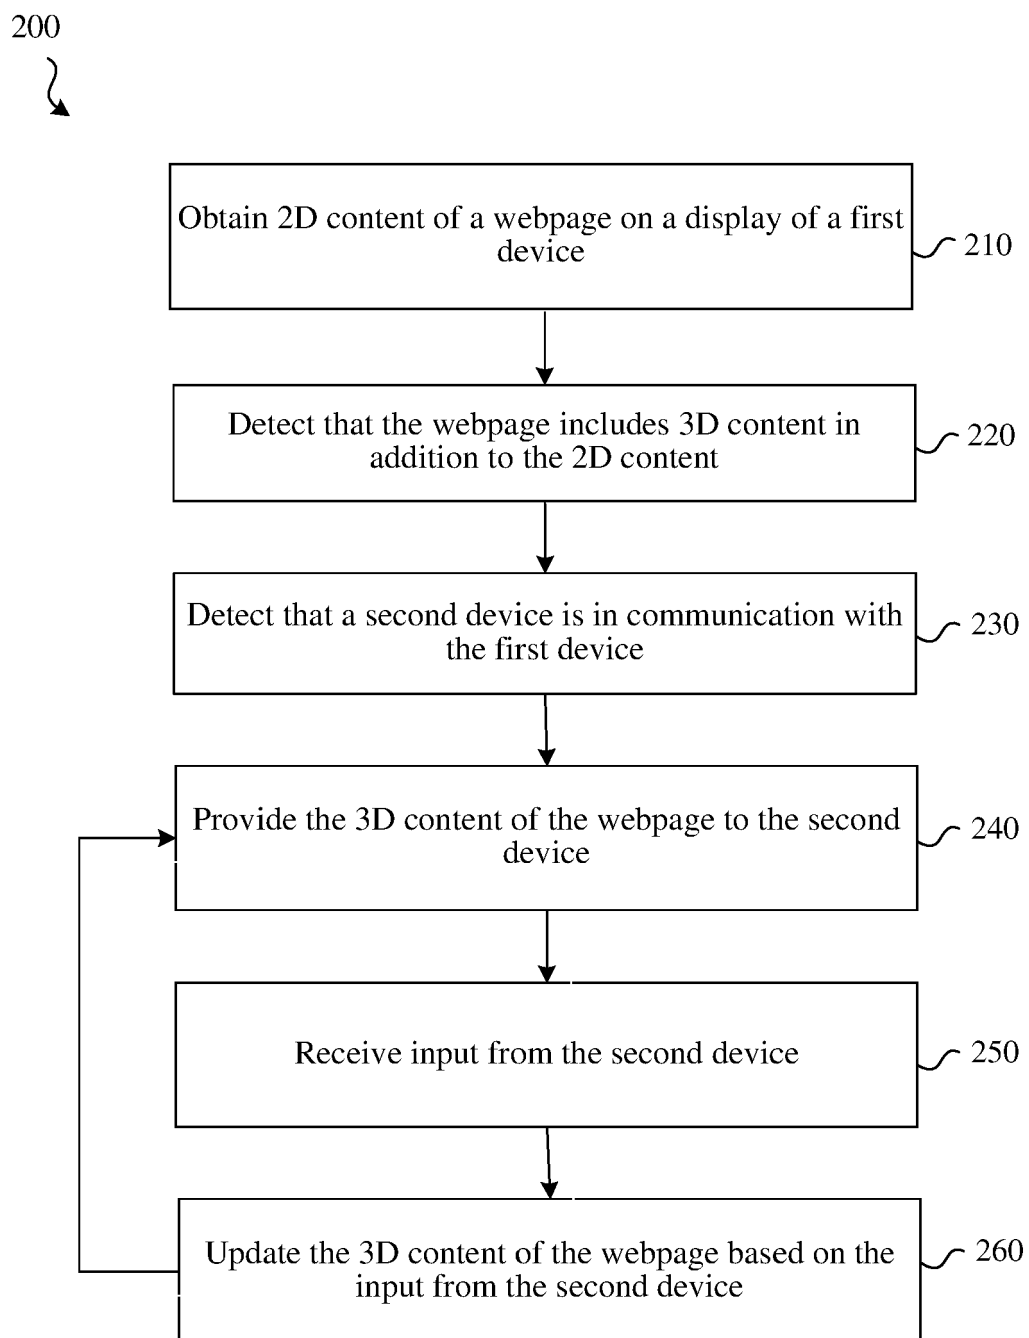 200
Obtain 2D content of a webpage on a display of a first
device
210
Detect that the webpage includes 3D content in
addition to the 2D content
220
Detect that a second device is in communication with
the first device
230
Provide the 3D content of the webpage to the second
device
240
Receive input from the second device
250
Update the 3D content of the webpage based on the
input from the second device
260